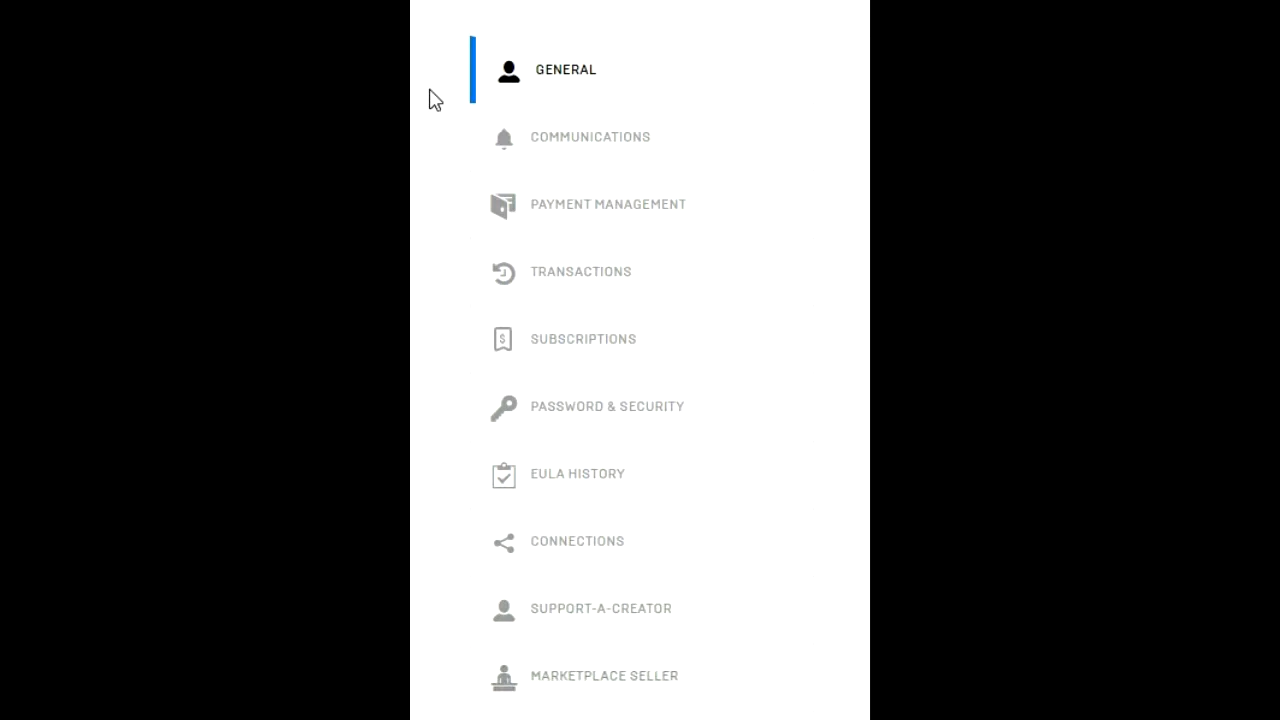 GENERAL
COMMUNICATIONS
PAYMENT MANAGEMENT
TRANSACTIONS
SUBSCRIPTIONS
PASSWORD & SECURITY
EULA HISTORY
CONNECTIONS
SUPPORT-A-CREATOR
MARKETPLACE SELLER